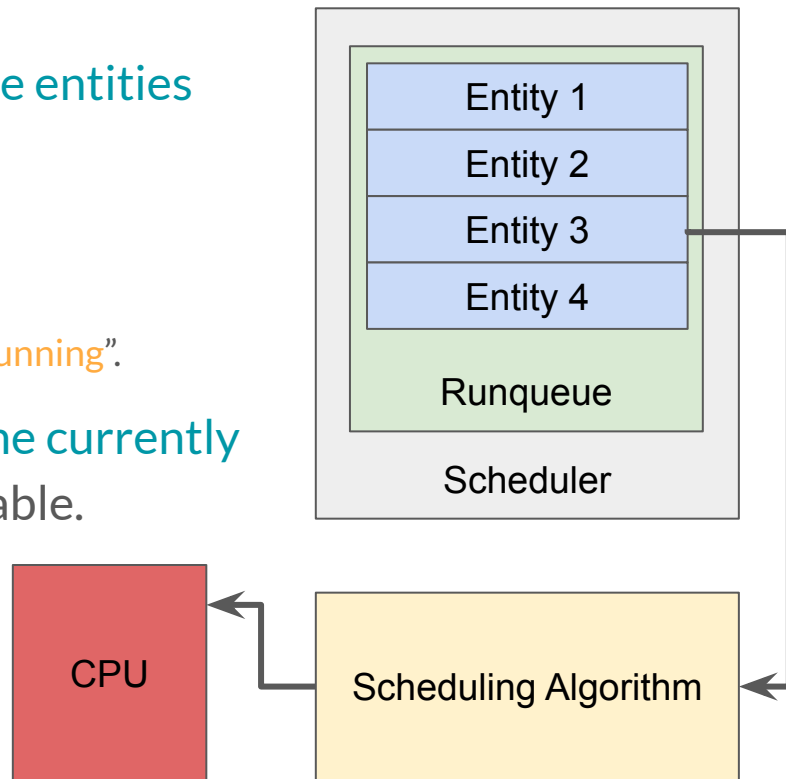 e entities
unning”.
ne currently
able.
Entity 1
Entity 2
Entity 3
Entity 4
Runqueue
Scheduler
CPU
Scheduling Algorithm